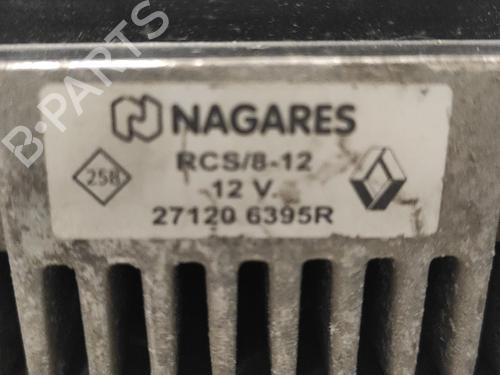 B-PARTS
NAGARES
RCS/8-12
258
12 V
27120 6395R